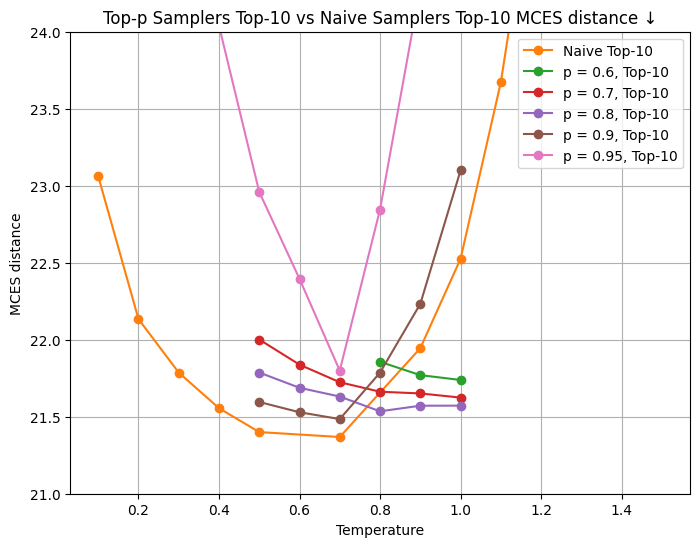 Top-p Samplers Top-10 vs Naive Samplers Top-10 MCES distance ↓
Naive Top-10
p = 0.6, Top-10
p = 0.7, Top-10
p = 0.8, Top-10
p = 0.9, Top-10
p = 0.95, Top-10
MCES distance
24.0
23.5
23.0
22.5
22.0
21.5
21.0
0.2 0.4 0.6 0.8 1.0 1.2 1.4
Temperature